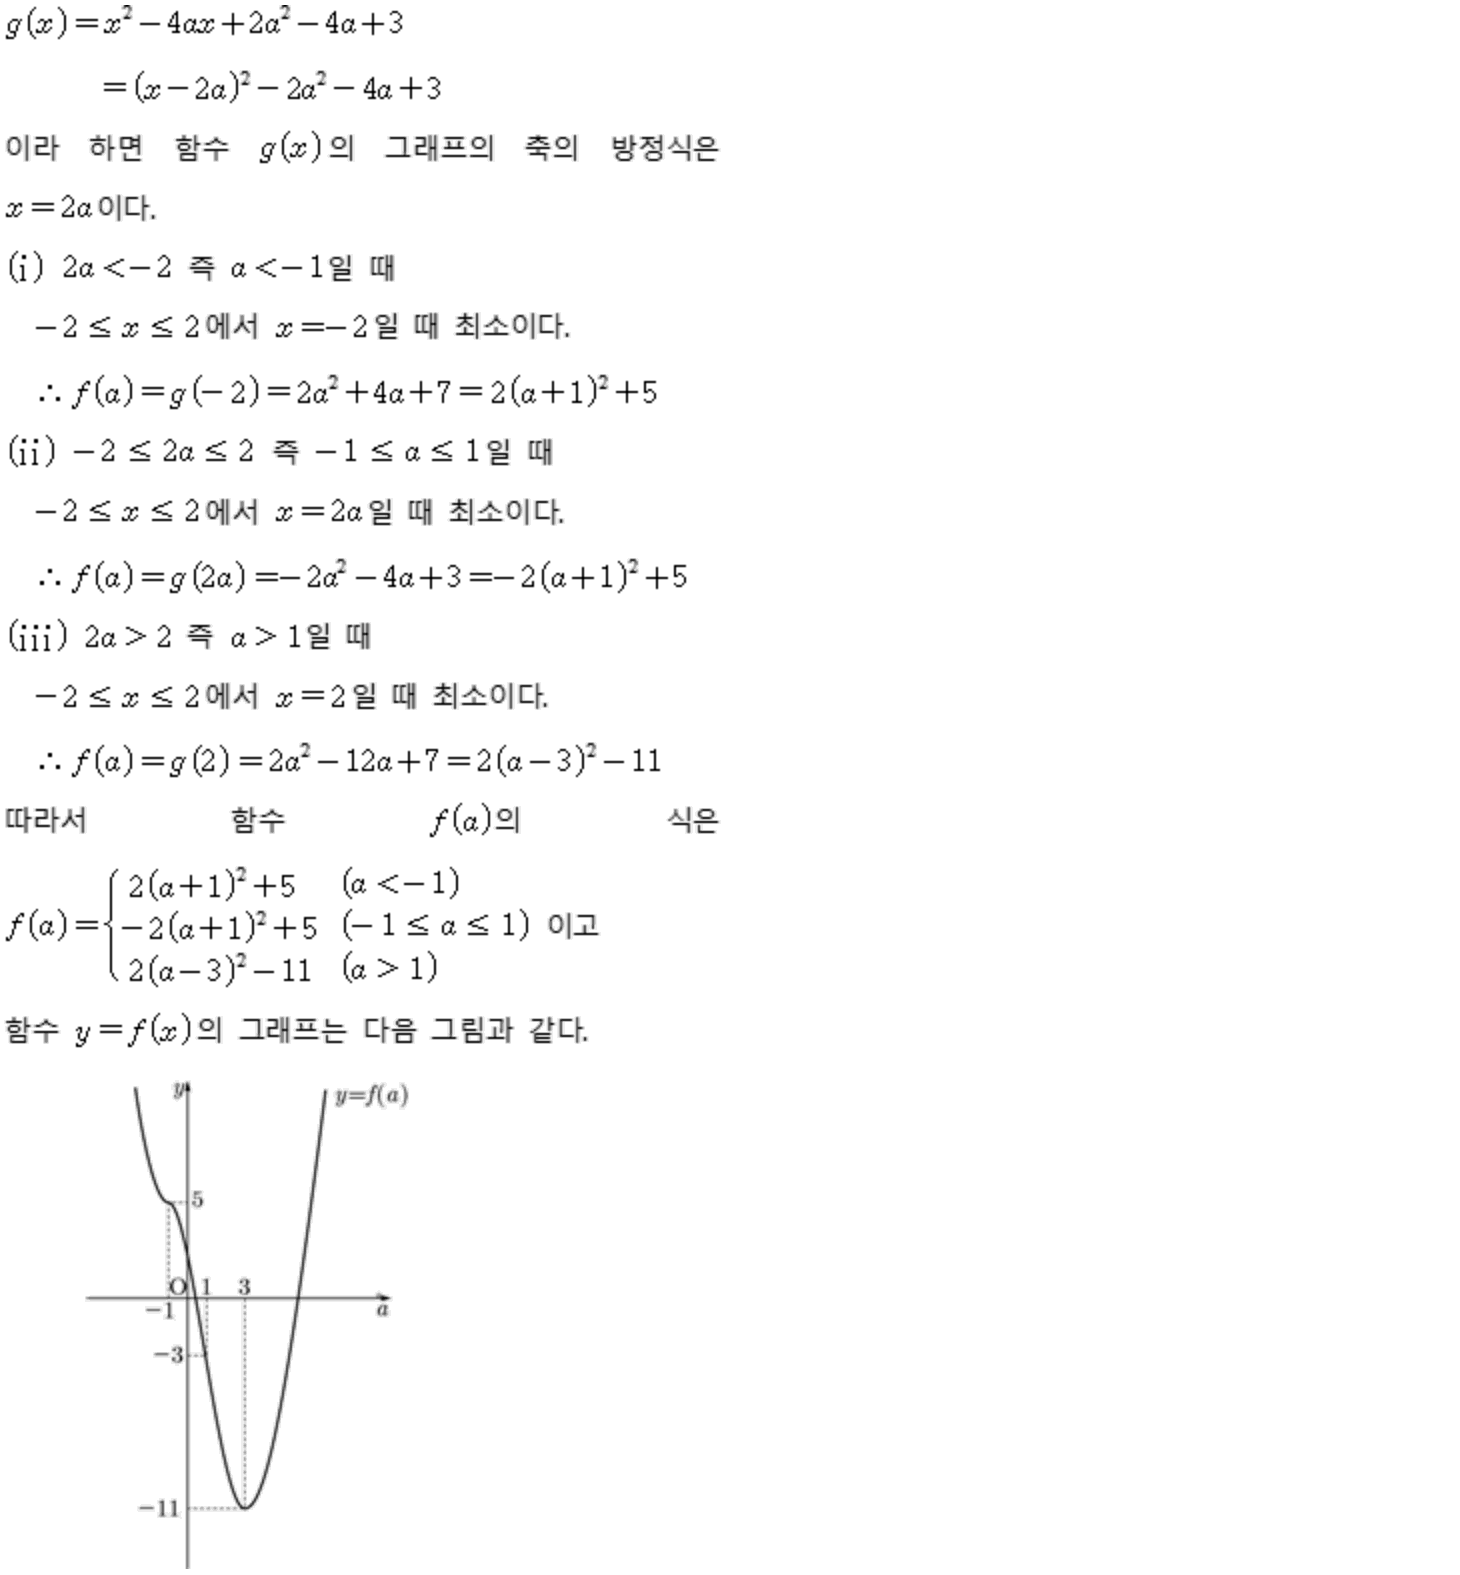 g(x)=x²−4ax+2a²−4a+3
=(x−2a)²−2a²−4a+3
이라 하면 함수 g(x)의 그래프의 축의 방정식은
x=2a이다.
(i) 2a<−2 즉 a<−1일 때
−2≤x≤2에서 x=−2일 때 최소이다.
∴ f(a)=g(−2)=2a²+4a+7=2(a+1)²+5
(ii) −2≤2a≤2 즉 −1≤a≤1일 때
−2≤x≤2에서 x=2a일 때 최소이다.
∴ f(a)=g(2a)=−2a²−4a+3=−2(a+1)²+5
(iii) 2a>2 즉 a>1일 때
−2≤x≤2에서 x=2일 때 최소이다.
∴ f(a)=g(2)=2a²−12a+7=2(a−3)²−11
따라서 함수 f(a)의 식은
2(a+1)²+5 (a<−1)
f(a)={ −2(a+1)²+5 (−1≤a≤1) 이고
2(a−3)²−11 (a>1)
함수 y=f(x)의 그래프는 다음 그림과 같다.
y y=f(a)
5
O 1 3
−1 a
−3
−11